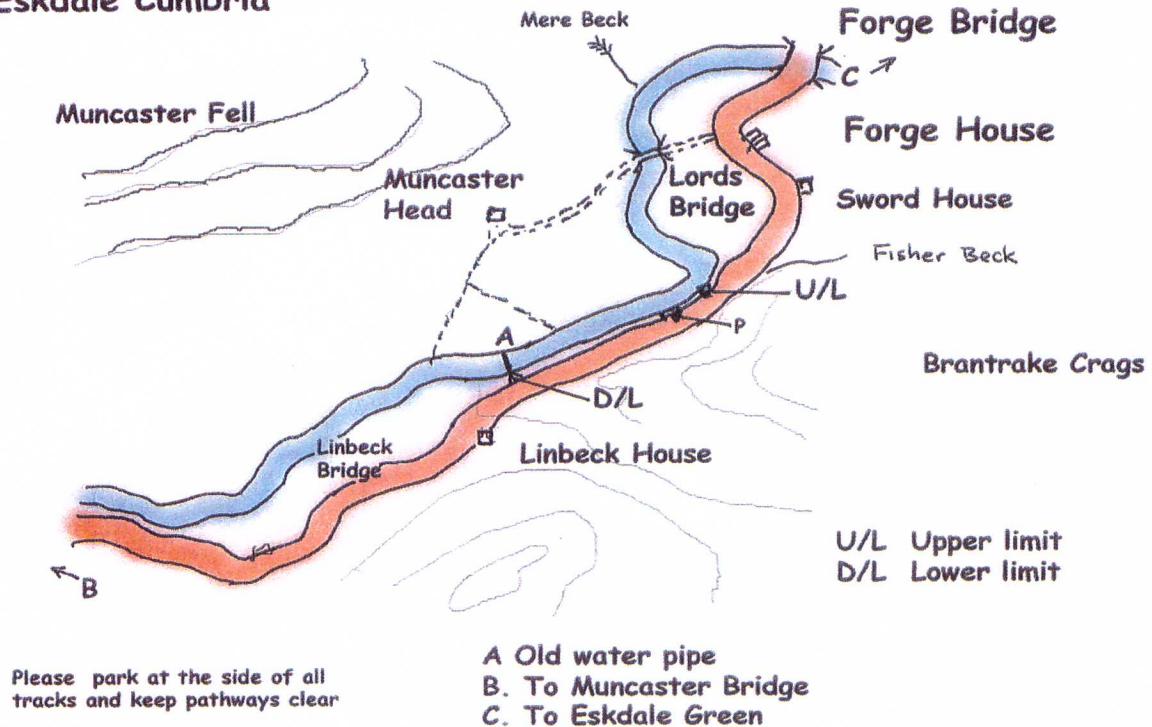 Eskdale Cumbria
Mere Beck
Forge Bridge
C
Muncaster Fell
Forge House
Muncaster
Head
Lords
Bridge
Sword House
Fisher Beck
U/L
P
A
Brantrake Crags
D/L
Linbeck
Bridge
Linbeck House
U/L Upper limit
D/L Lower limit
B
A Old water pipe
B. To Muncaster Bridge
C. To Eskdale Green
Please park at the side of all
tracks and keep pathways clear